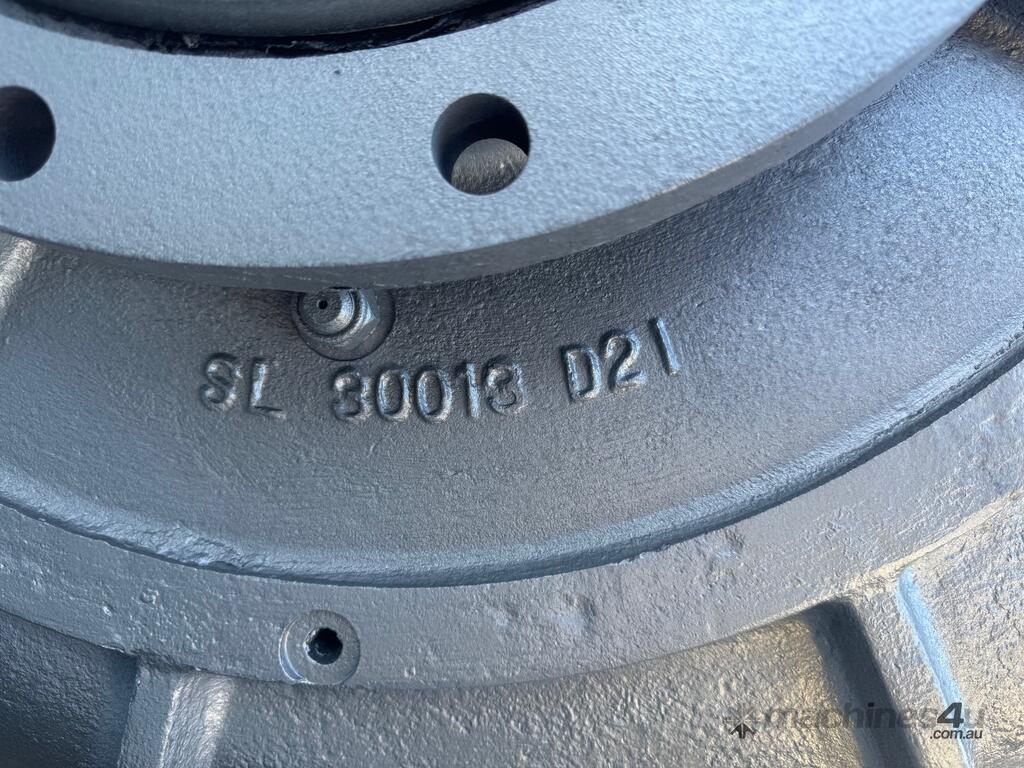 SL 30013 D21
machines4u
.com.au